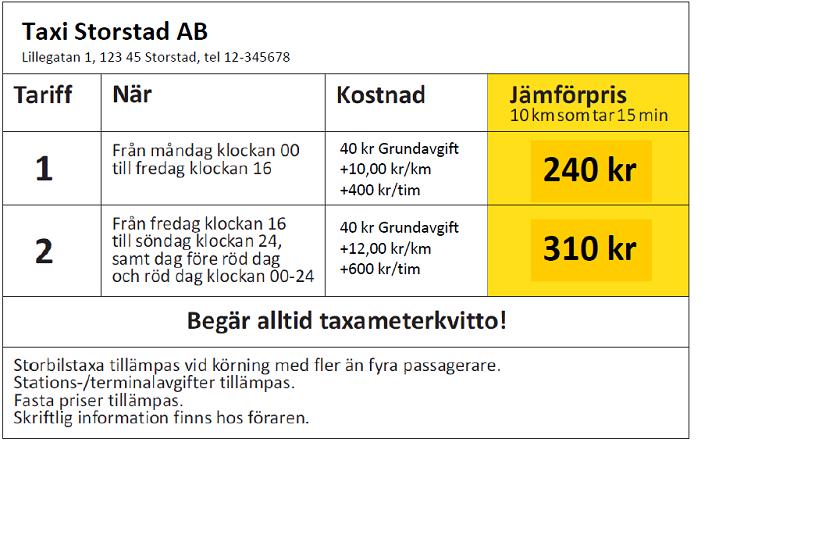 Taxi Storstad AB
Lillegatan 1, 123 45 Storstad, tel 12-345678
Tariff När Kostnad Jämförpris
10 km som tar 15 min
1
Från måndag klockan 00
till fredag klockan 16
40 kr Grundavgift
+10,00 kr/km
+400 kr/tim
240 kr
2
Från fredag klockan 16
till söndag klockan 24,
samt dag före röd dag
och röd dag klockan 00-24
40 kr Grundavgift
+12,00 kr/km
+600 kr/tim
310 kr
Begär alltid taxameterkvitto!
Storbilstaxa tillämpas vid körning med fler än fyra passagerare.
Stations-/terminalavgifter tillämpas.
Fasta priser tillämpas.
Skriftlig information finns hos föraren.